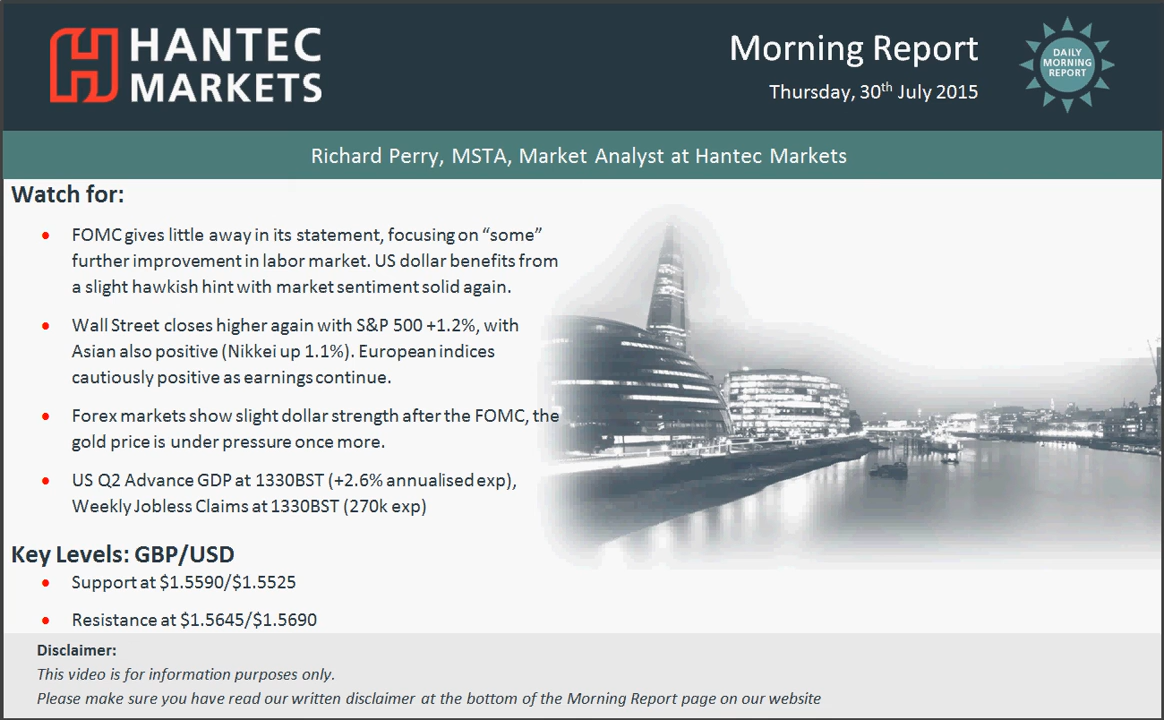 HANTEC
MARKETS
Morning Report
Thursday, 30th July 2015
DAILY
MORNING
REPORT
Richard Perry, MSTA, Market Analyst at Hantec Markets
Watch for:
FOMC gives little away in its statement, focusing on “some”
further improvement in labor market. US dollar benefits from
a slight hawkish hint with market sentiment solid again.
Wall Street closes higher again with S&P 500 +1.2%, with
Asian also positive (Nikkei up 1.1%). European indices
cautiously positive as earnings continue.
Forex markets show slight dollar strength after the FOMC, the
gold price is under pressure once more.
US Q2 Advance GDP at 1330BST (+2.6% annualised exp),
Weekly Jobless Claims at 1330BST (270k exp)
Key Levels: GBP/USD
Support at $1.5590/$1.5525
Resistance at $1.5645/$1.5690
Disclaimer:
This video is for information purposes only.
Please make sure you have read our written disclaimer at the bottom of the Morning Report page on our website